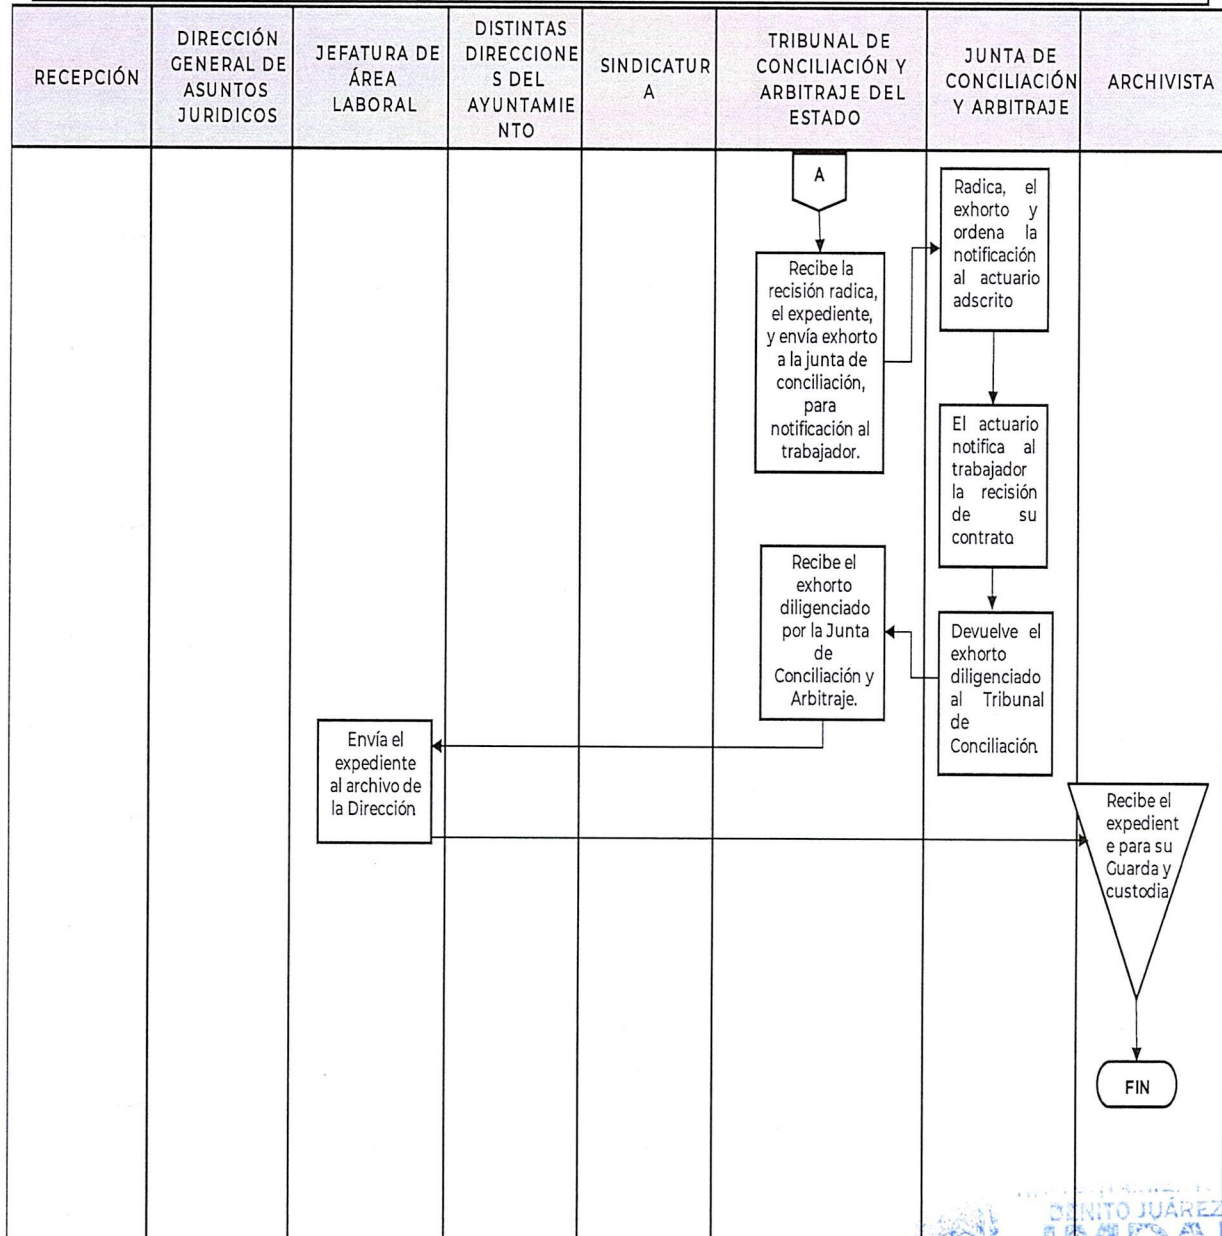 RECEPCIÓN
DIRECCIÓN
GENERAL DE
ASUNTOS
JURIDICOS
JEFATURA DE
ÁREA
LABORAL
DISTINTAS
DIRECCIONE
S DEL
AYUNTAMIE
NTO
SINDICATUR
A
TRIBUNAL DE
CONCILIACIÓN Y
ARBITRAJE DEL
ESTADO
JUNTA DE
CONCILIACIÓN
Y ARBITRAJE
ARCHIVISTA
A
Recibe la
recisión radica,
el expediente,
y envía exhorto
a la junta de
conciliación,
para
notificación al
trabajador.
Radica, el
exhorto y
ordena la
notificación
al actuario
adscrito
El actuario
notifica al
trabajador
la recisión
de su
contrato.
Devuelve el
exhorto
diligenciado
al Tribunal
de
Conciliación.
Recibe el
exhorto
diligenciado
por la Junta
de
Conciliación y
Arbitraje.
Envía el
expediente
al archivo de
la Dirección
Recibe el
expedient
e para su
Guarda y
custodia
FIN
BENITO JUÁREZ